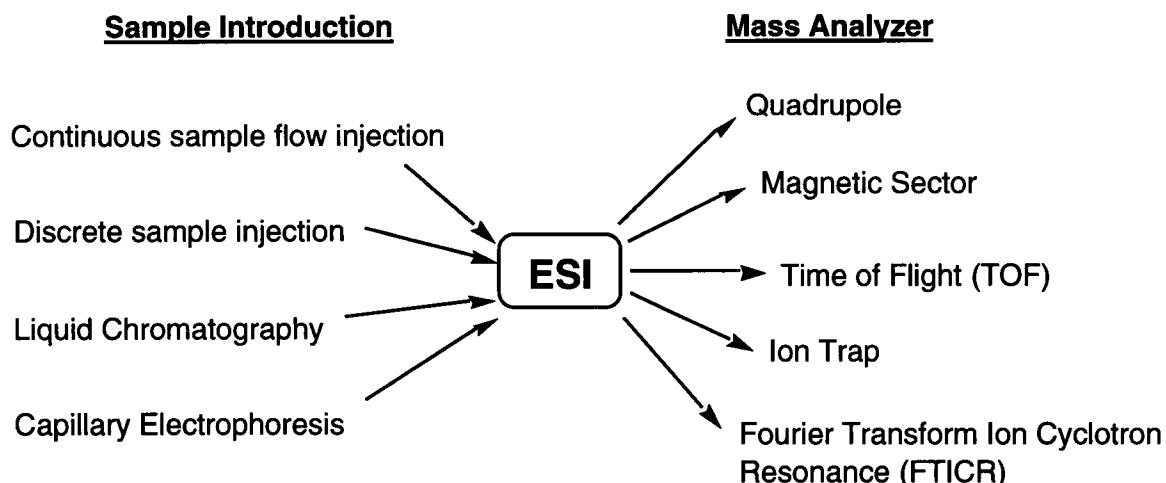 Sample Introduction
Continuous sample flow injection
Discrete sample injection
Liquid Chromatography
Capillary Electrophoresis
ESI
Mass Analyzer
Quadrupole
Magnetic Sector
Time of Flight (TOF)
Ion Trap
Fourier Transform Ion Cyclotron
Resonance (FTICR)